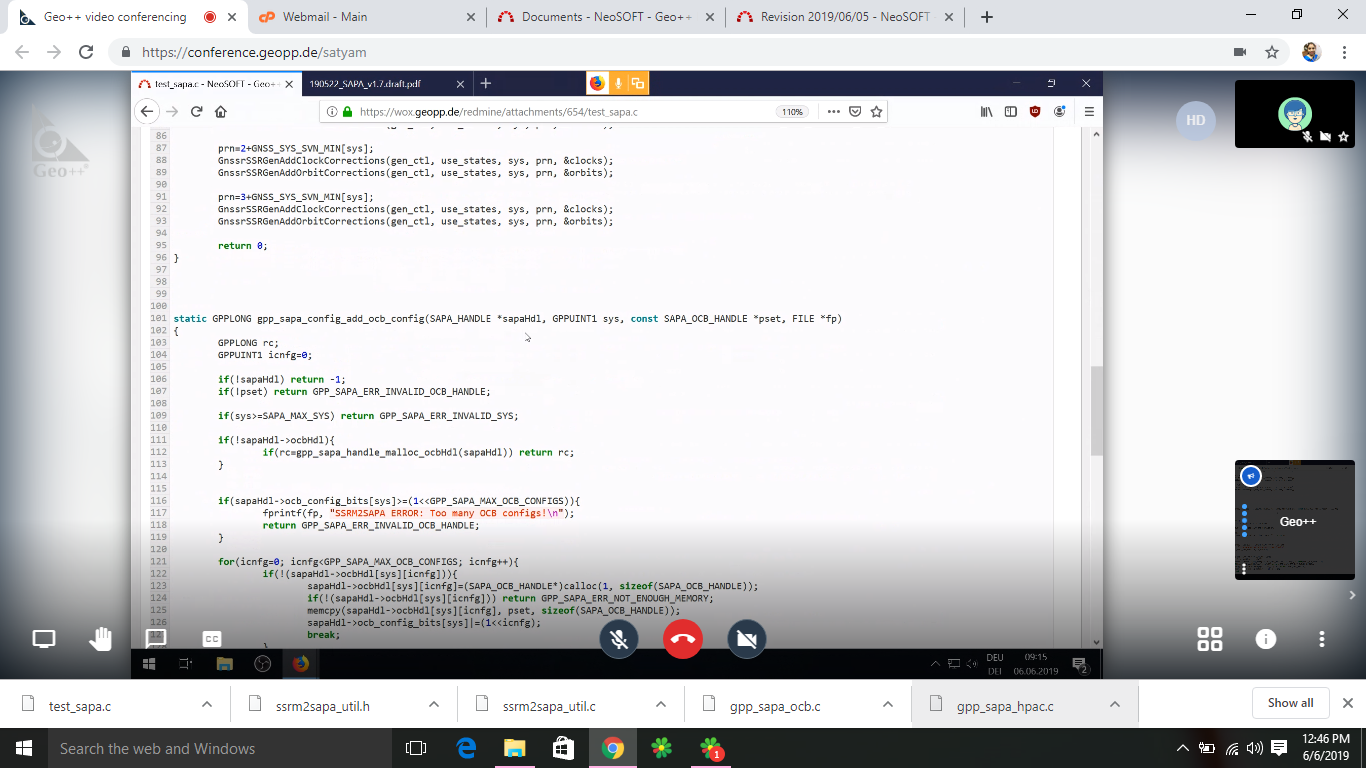 Geo++ video conferencing
Webmail - Main
Documents - NeoSOFT - Geo++
Revision 2019/06/05 - NeoSOFT
https://conference.geopp.de/satyam
test_sapa.c - NeoSOFT - Geo++
190522_SAPA_v1.7.draft.pdf
https://wox.geopp.de/redmine/attachments/654/test_sapa.c
110%
Geo++
HD
86
87 prn=2+GNSS_SYS_SVN_MIN[sys];
88 GnssrSSRGenAddClockCorrections(gen_ctl, use_states, sys, prn, &clocks);
89 GnssrSSRGenAddOrbitCorrections(gen_ctl, use_states, sys, prn, &orbits);
90
91 prn=3+GNSS_SYS_SVN_MIN[sys];
92 GnssrSSRGenAddClockCorrections(gen_ctl, use_states, sys, prn, &clocks);
93 GnssrSSRGenAddOrbitCorrections(gen_ctl, use_states, sys, prn, &orbits);
94
95 return 0;
96 }
97
98
99
100
101 static GPPLONG gpp_sapa_config_add_ocb_config(SAPA_HANDLE *sapaHdl, GPPUINT1 sys, const SAPA_OCB_HANDLE *pset, FILE *fp)
102 {
103 GPPLONG rc;
104 GPPUINT1 icnfg=0;
105
106 if(!sapaHdl) return -1;
107 if(!pset) return GPP_SAPA_ERR_INVALID_OCB_HANDLE;
108
109 if(sys>=SAPA_MAX_SYS) return GPP_SAPA_ERR_INVALID_SYS;
110
111 if(!sapaHdl->ocbHdl){
112 if(rc=gpp_sapa_handle_malloc_ocbHdl(sapaHdl)) return rc;
113 }
114
115
116 if(sapaHdl->ocb_config_bits[sys]>=(1<<GPP_SAPA_MAX_OCB_CONFIGS)){
117 fprintf(fp, "SSRM2SAPA ERROR: Too many OCB configs!\n");
118 return GPP_SAPA_ERR_INVALID_OCB_HANDLE;
119 }
120
121 for(icnfg=0; icnfg<GPP_SAPA_MAX_OCB_CONFIGS; icnfg++){
122 if(!(sapaHdl->ocbHdl[sys][icnfg])){
123 sapaHdl->ocbHdl[sys][icnfg]=(SAPA_OCB_HANDLE*)calloc(1, sizeof(SAPA_OCB_HANDLE));
124 if(!(sapaHdl->ocbHdl[sys][icnfg])) return GPP_SAPA_ERR_NOT_ENOUGH_MEMORY;
125 memcpy(sapaHdl->ocbHdl[sys][icnfg], pset, sizeof(SAPA_OCB_HANDLE));
126 sapaHdl->ocb_config_bits[sys]|=(1<<icnfg);
break;
Geo++
CC
DEU
DEI
09:15
06.06.2019
2
test_sapa.c
ssrm2sapa_util.h
ssrm2sapa_util.c
gpp_sapa_ocb.c
gpp_sapa_hpac.c
Show all
Search the web and Windows
1
12:46 PM
6/6/2019